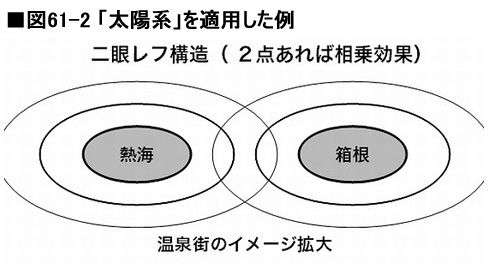 ■図61-2 「太陽系」を適用した例
二眼レフ構造（ ２点あれば相乗効果）
熱海
箱根
温泉街のイメージ拡大